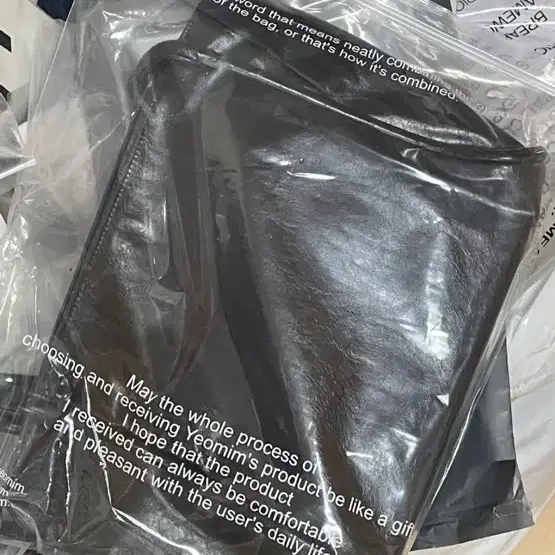 word that means neatly
of the bag, or that's how it's combined.
May the whole process of
choosing and receiving Yeomim's product be like a gif
I hope that the product
received can always be comfortable
and pleasant with the user's daily life